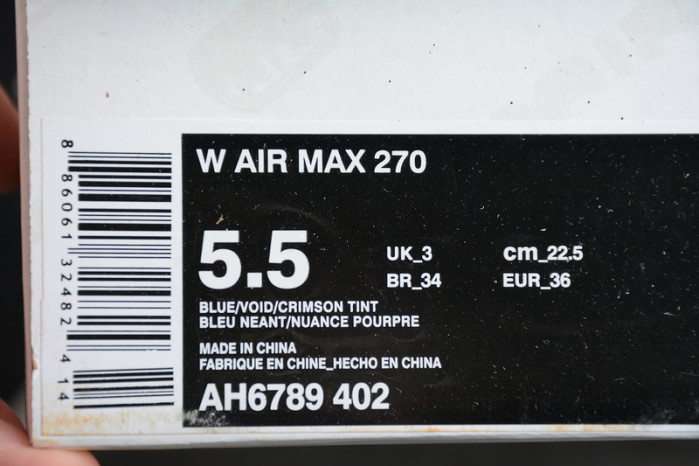 W AIR MAX 270
5.5
UK_3
cm_22.5
BR_34
EUR_36
BLUE/VOID/CRIMSON TINT
BLEU NEANT/NUANCE POURPRE
MADE IN CHINA
FABRIQUE EN CHINE_HECHO EN CHINA
AH6789 402
8 86061 32482 4 14